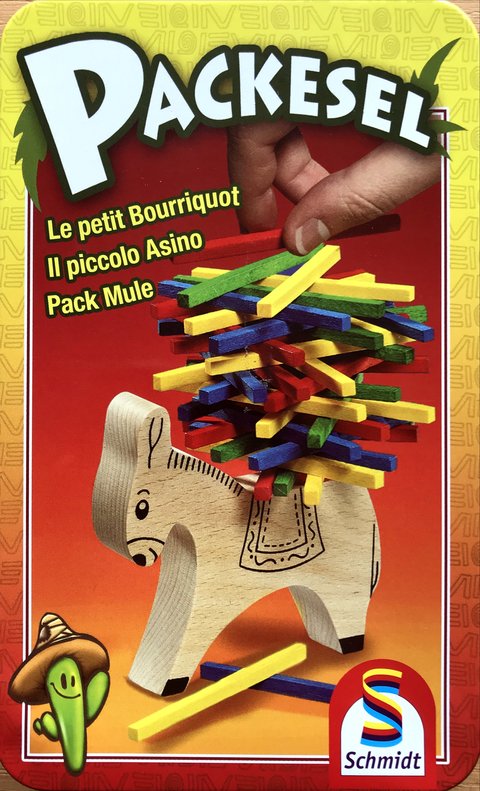 PACKESEL
Le petit Bourriquot
Il piccolo Asino
Pack Mule
Schmidt